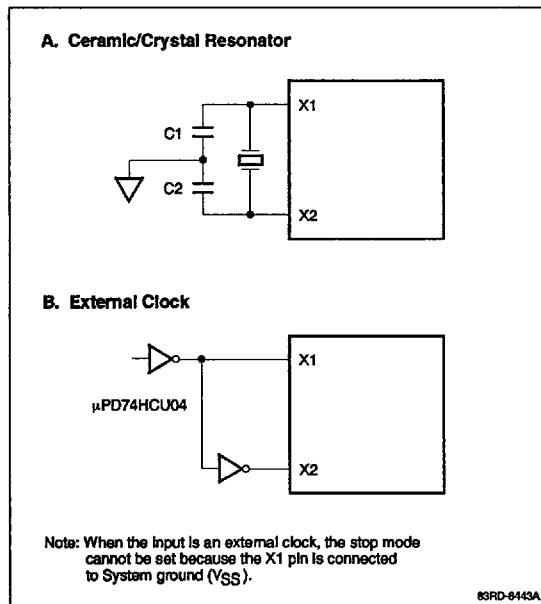 A. Ceramic/Crystal Resonator
X1
C1
C2
X2
B. External Clock
X1
µPD74HCU04
X2
Note: When the input is an external clock, the stop mode
cannot be set because the X1 pin is connected
to System ground (VSS).
83RD-6443A